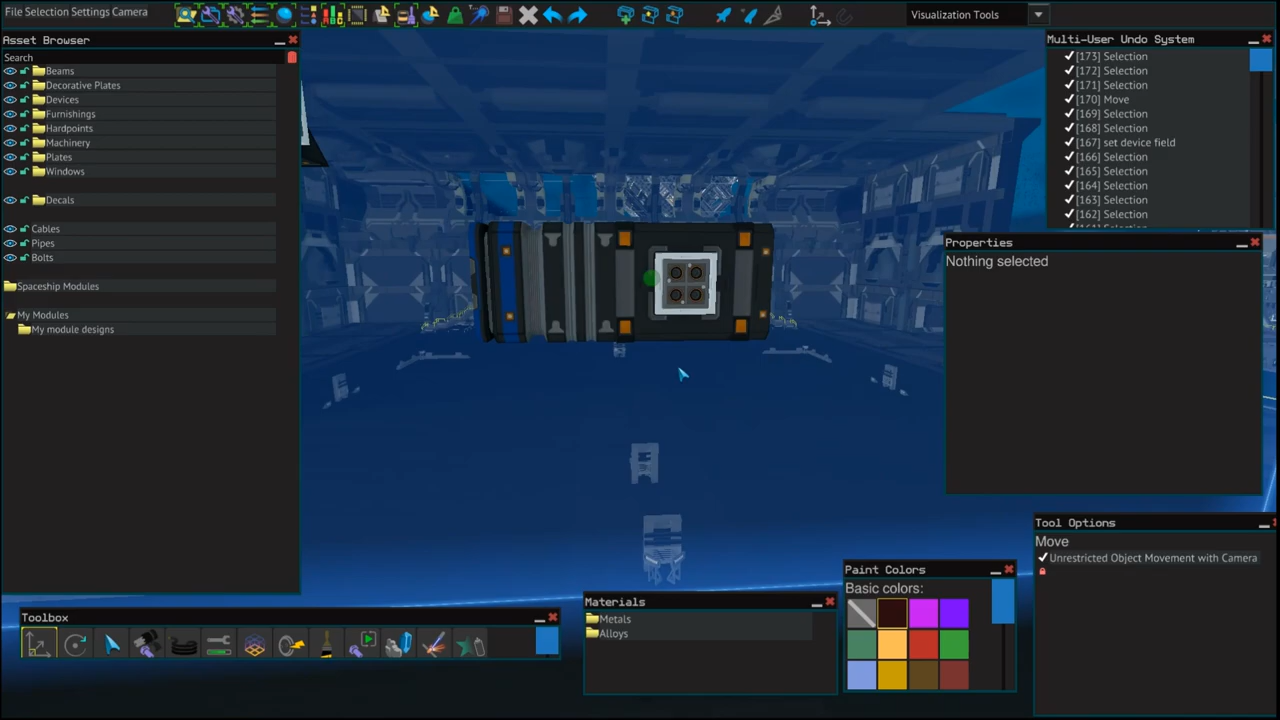 File Selection Settings Camera
Visualization Tools
Asset Browser
Search
Beams
Decorative Plates
Devices
Furnishings
Hardpoints
Machinery
Plates
Windows
Decals
Cables
Pipes
Bolts
Spaceship Modules
My Modules
My module designs
Multi-User Undo System
[173] Selection
[172] Selection
[171] Selection
[170] Move
[169] Selection
[168] Selection
[167] set device field
[166] Selection
[165] Selection
[164] Selection
[163] Selection
[162] Selection
Properties
Nothing selected
Tool Options
Move
Unrestricted Object Movement with Camera
Toolbox
Materials
Metals
Alloys
Paint Colors
Basic colors: